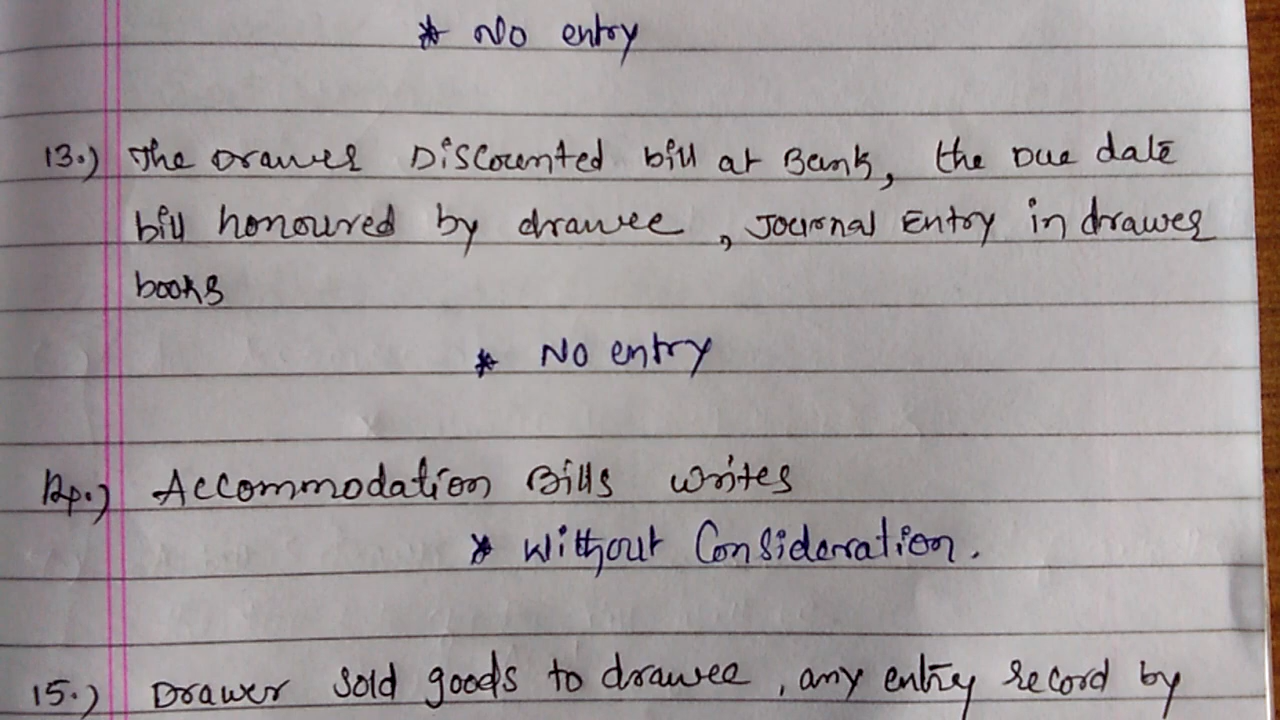 * No entry
13.) The Drawer Discounted bill at Bank, the Due date
bill honoured by drawee, Journal Entry in drawer
books
* No entry
14.) Accommodation Bills writes
* Without Consideration.
15.) Drawer sold goods to drawee, any entry record by